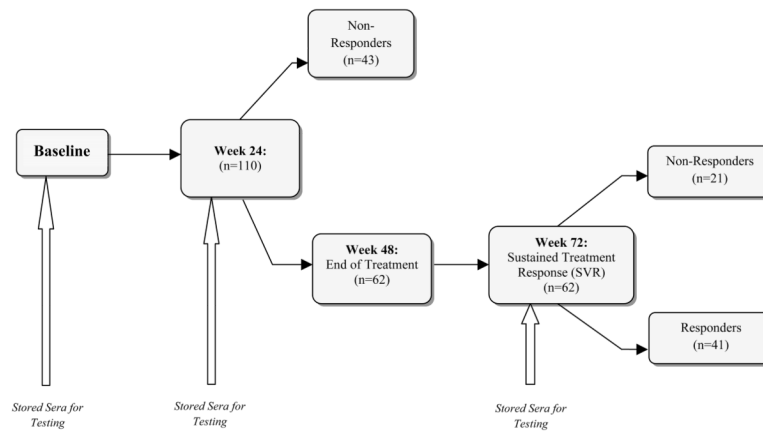 Non-
Responders
(n=43)
Baseline
Week 24:
(n=110)
Non-Responders
(n=21)
Week 48:
End of Treatment
(n=62)
Week 72:
Sustained Treatment
Response (SVR)
(n=62)
Responders
(n=41)
Stored Sera for
Testing
Stored Sera for
Testing
Stored Sera for
Testing